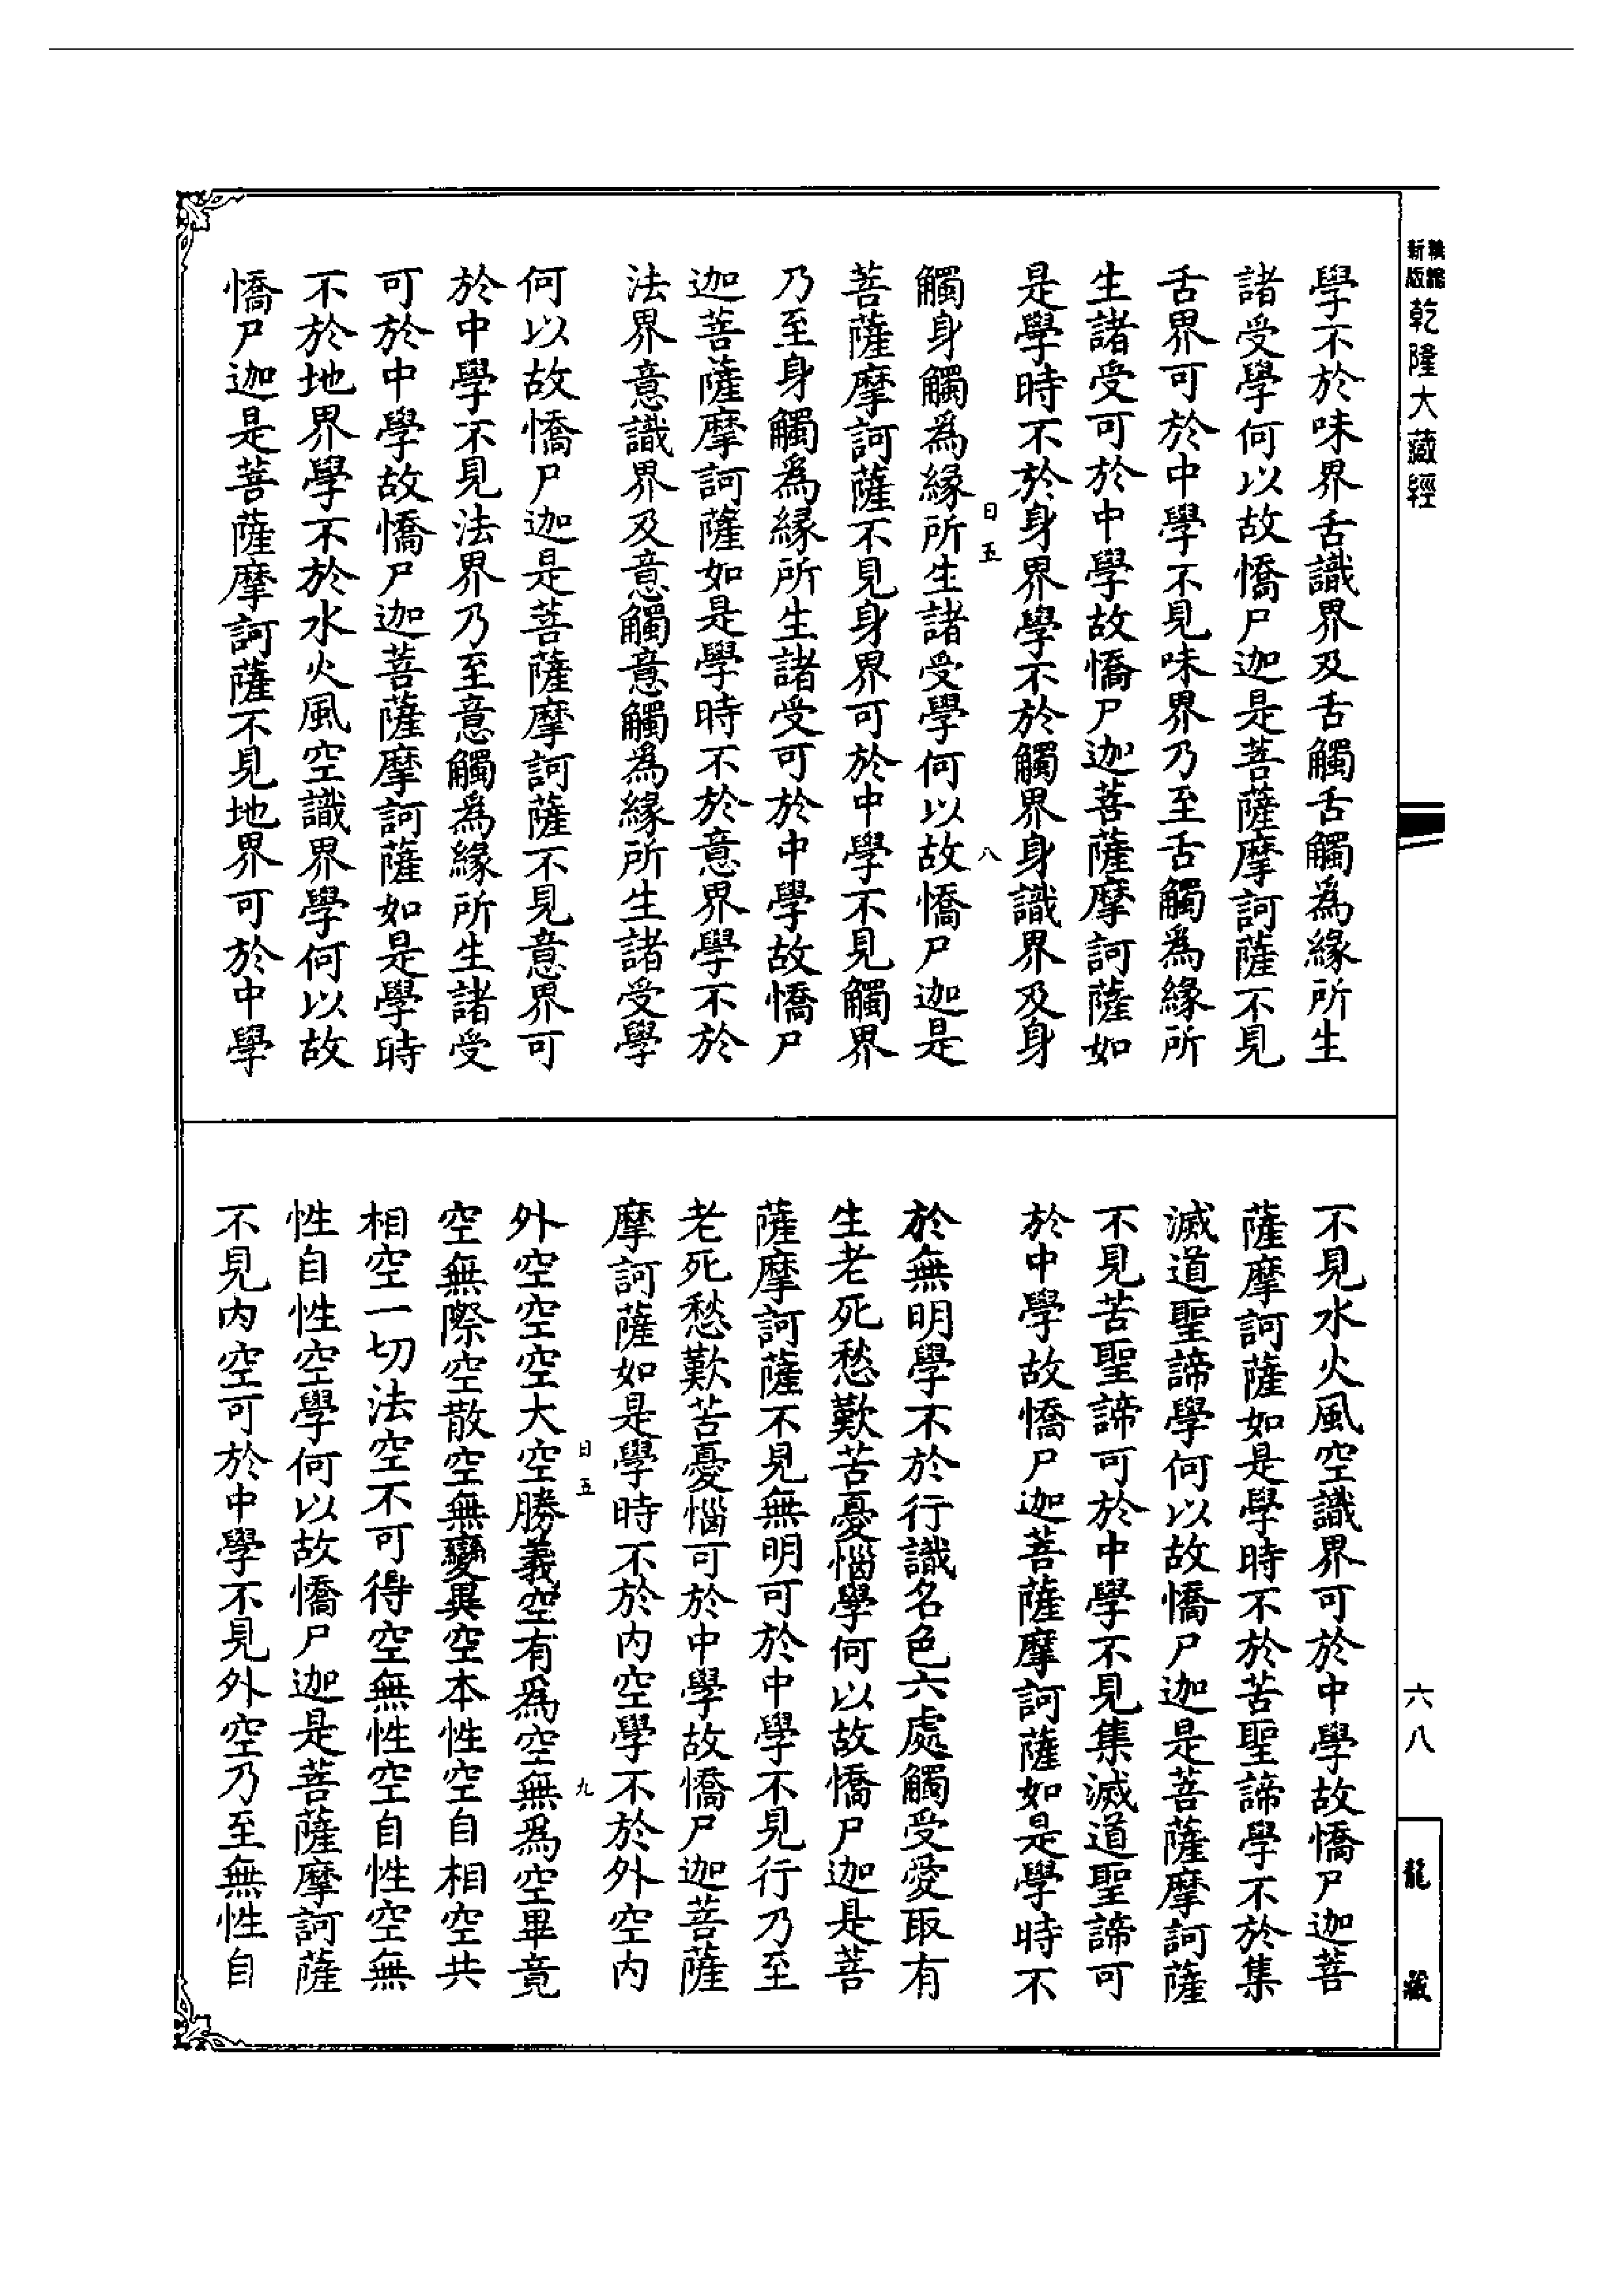 新版
乾隆大藏經
六八
龍藏
學不於味界舌識界及舌觸舌觸為緣所生
諸受學何以故憍尸迦是菩薩摩訶薩不見
舌界可於中學不見味界乃至舌觸為緣所
生諸受可於中學故憍尸迦菩薩摩訶薩如
是學時不於身界學不於觸界身識界及身
日五 八
觸身觸為緣所生諸受學何以故憍尸迦是
菩薩摩訶薩不見身界可於中學不見觸界
乃至身觸為緣所生諸受可於中學故憍尸
迦菩薩摩訶薩如是學時不於意界學不於
法界意識界及意觸意觸為緣所生諸受學
何以故憍尸迦是菩薩摩訶薩不見意界可
於中學不見法界乃至意觸為緣所生諸受
可於中學故憍尸迦菩薩摩訶薩如是學時
不於地界學不於水火風空識界學何以故
憍尸迦是菩薩摩訶薩不見地界可於中學
不見水火風空識界可於中學故憍尸迦菩
薩摩訶薩如是學時不於苦聖諦學不於集
滅道聖諦學何以故憍尸迦是菩薩摩訶薩
不見苦聖諦可於中學不見集滅道聖諦可
於中學故憍尸迦菩薩摩訶薩如是學時不
於無明學不於行識名色六處觸受愛取有
生老死愁歎苦憂惱學何以故憍尸迦是菩
薩摩訶薩不見無明可於中學不見行乃至
老死愁歎苦憂惱可於中學故憍尸迦菩薩
摩訶薩如是學時不於內空學不於外空內
日五 九
外空空空大空勝義空有為空無為空畢竟
空無際空散空無變異空本性空自相空共
相空一切法空不可得空無性空自性空無
性自性空學何以故憍尸迦是菩薩摩訶薩
不見內空可於中學不見外空乃至無性自